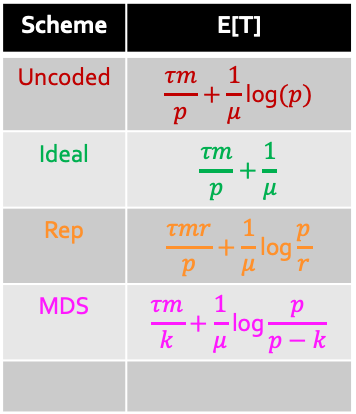 Scheme E[T]
Uncoded τm/p + 1/μ log(p)
Ideal τm/p + 1/μ
Rep τmr/p + 1/μ log p/r
MDS τm/k + 1/μ log p/(p − k)